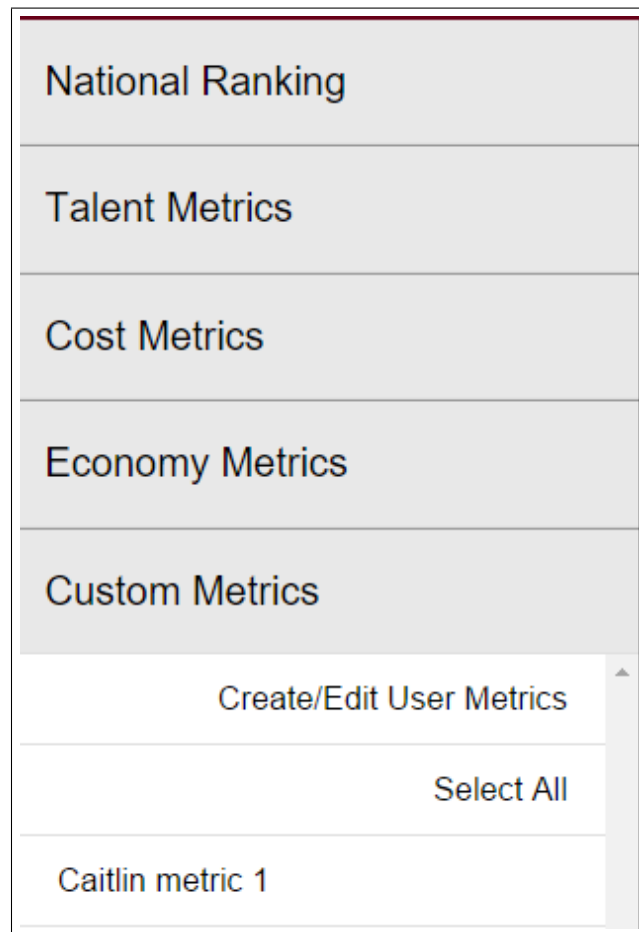 National Ranking
Talent Metrics
Cost Metrics
Economy Metrics
Custom Metrics
Create/Edit User Metrics
Select All
Caitlin metric 1